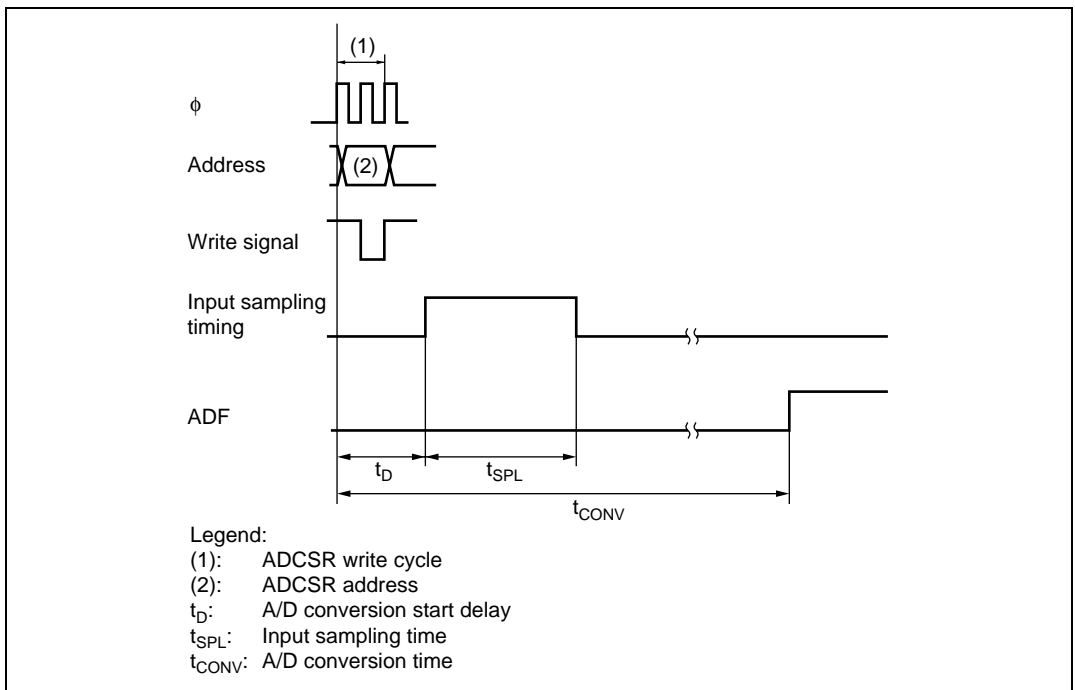 (1)
ϕ
Address
(2)
Write signal
Input sampling
timing
ADF
tD
tSPL
tCONV
Legend:
(1): ADCSR write cycle
(2): ADCSR address
tD: A/D conversion start delay
tSPL: Input sampling time
tCONV: A/D conversion time